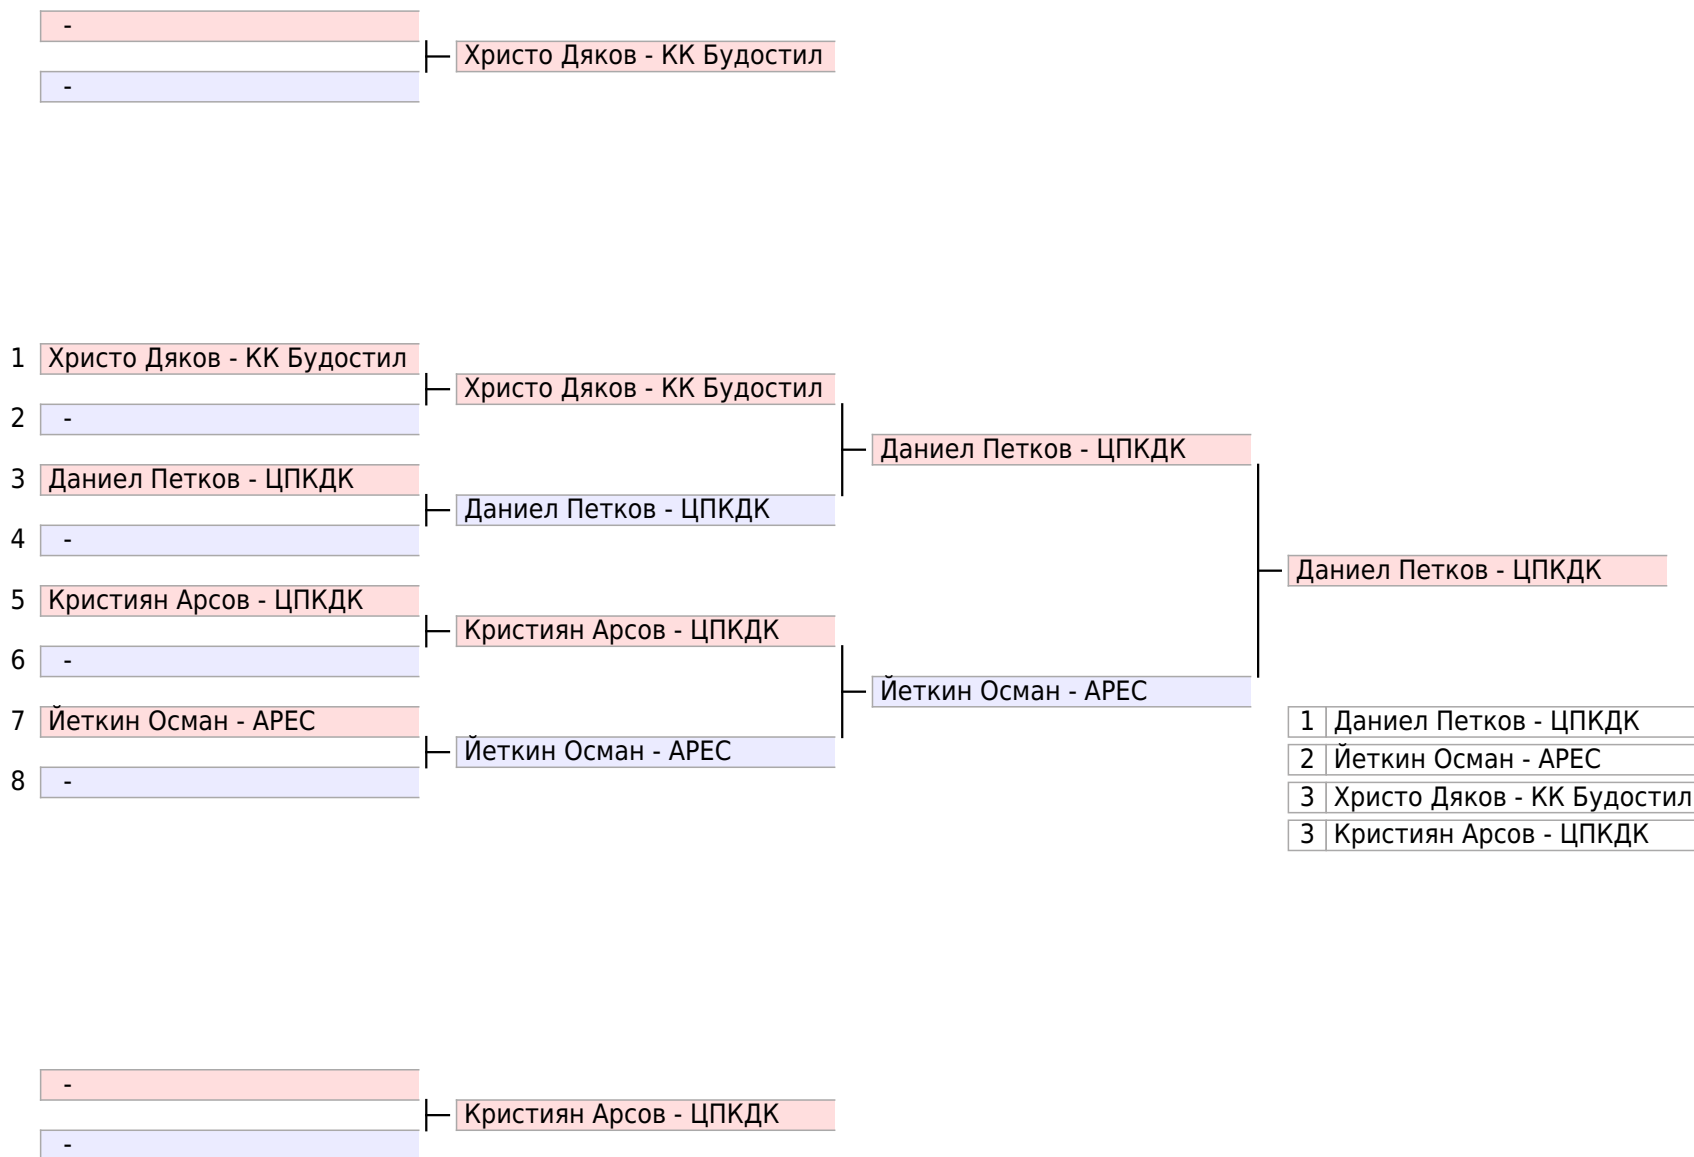 -
Христо Дяков - КК Будостил
-
1 Христо Дяков - КК Будостил
Христо Дяков - КК Будостил
2 -
Даниел Петков - ЦПКДК
3 Даниел Петков - ЦПКДК
Даниел Петков - ЦПКДК
4 -
Даниел Петков - ЦПКДК
5 Кристиян Арсов - ЦПКДК
Кристиян Арсов - ЦПКДК
6 -
Йеткин Осман - АРЕС
7 Йеткин Осман - АРЕС
1 Даниел Петков - ЦПКДК
Йеткин Осман - АРЕС
2 Йеткин Осман - АРЕС
8 -
3 Христо Дяков - КК Будостил
3 Кристиян Арсов - ЦПКДК
-
Кристиян Арсов - ЦПКДК
-